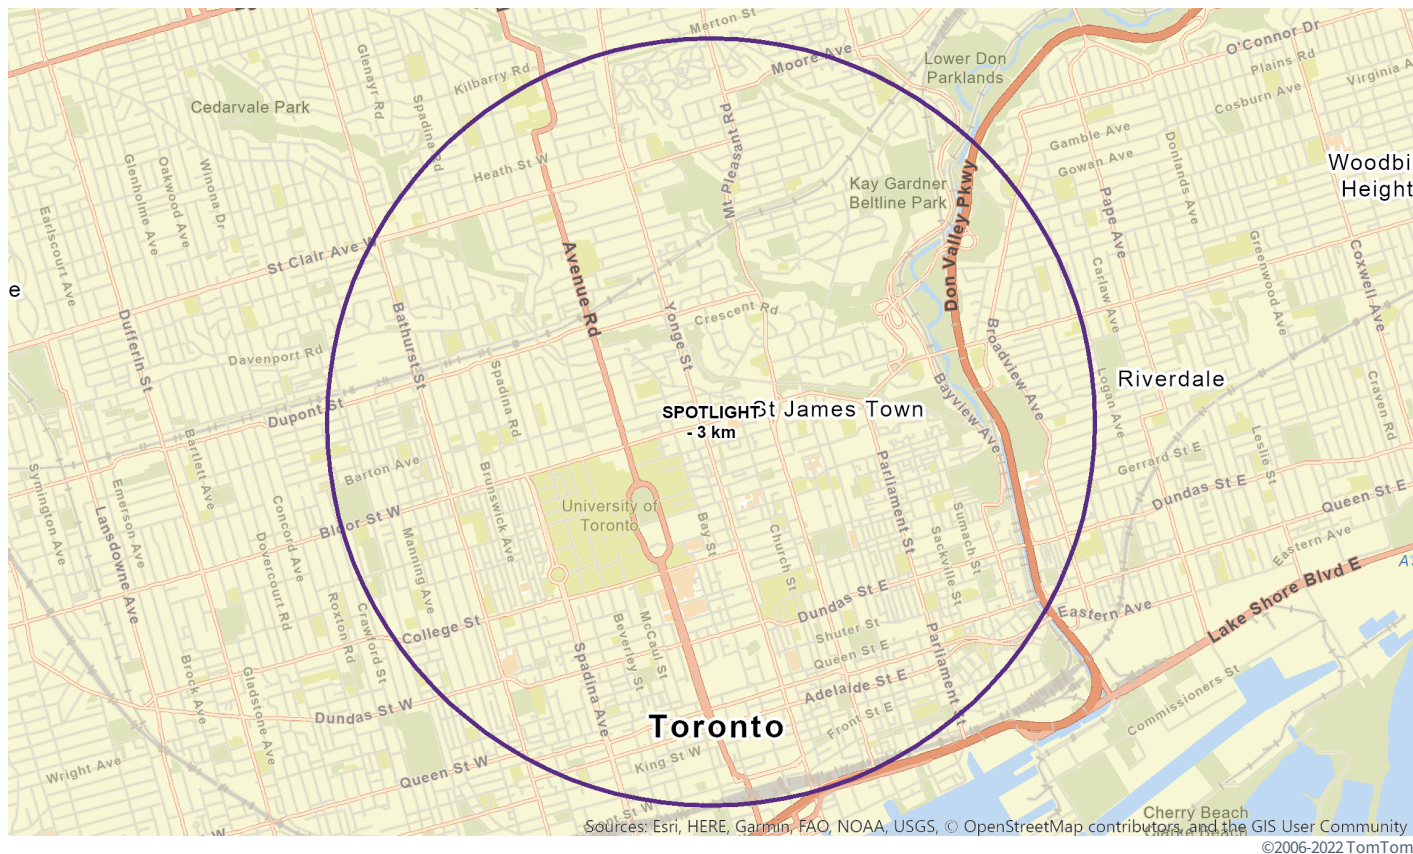 Merton St
O'Connor Dr
Moore Ave
Plains Rd
Glenayr Rd
Kilbarry Rd
Lower Don
Parklands
Virginia A
Cosburn Ave
Cedarvale Park
Spadina Rd
Mt Pleasant Rd
Gamble Ave
Donlands Ave
Gowan Ave
Woodbi
Height
Glenholme Ave
Oakwood Ave
Winona Dr
Heath St W
Kay Gardner
Beltline Park
Don Valley Pkwy
Pape Ave
Earlscourt Ave
St Clair Ave W
Avenue Rd
Carlaw Ave
Greenwood Ave
Coxwell Ave
e
Dufferin St
Bathurst St
Yonge St
Crescent Rd
Broadview Ave
Davenport Rd
Spadina Rd
Bayview Ave
Logan Ave
Riverdale
Craven Rd
Dupont St
SPOTLIGHT
- 3 km
St James Town
Bartlett Ave
Barton Ave
Leslie St
Gerrard St E
Symington Ave
Emerson Ave
Brunswick Ave
Parliament St
Dundas St E
Queen St E
Lansdowne Ave
Concord Ave
Bloor St W
University of
Toronto
Bay St
Church St
Sumach St
Sackville St
Eastern Ave
Dovercourt Rd
Manning Ave
Dundas St E
Lake Shore Blvd E
Roxton Rd
Crawford St
College St
Beverley St
McCaul St
Shuter St
Queen St E
Parliament St
Eastern Ave
Brock Ave
Gladstone Ave
Spadina Ave
Adelaide St E
Commissioners St
Dundas St W
Toronto
Front St E
Wright Ave
Queen St W
King St W
Cherry Beach
Clarke Beach
Sources: Esri, HERE, Garmin, FAO, NOAA, USGS, © OpenStreetMap contributors, and the GIS User Community
©2006-2022 TomTom